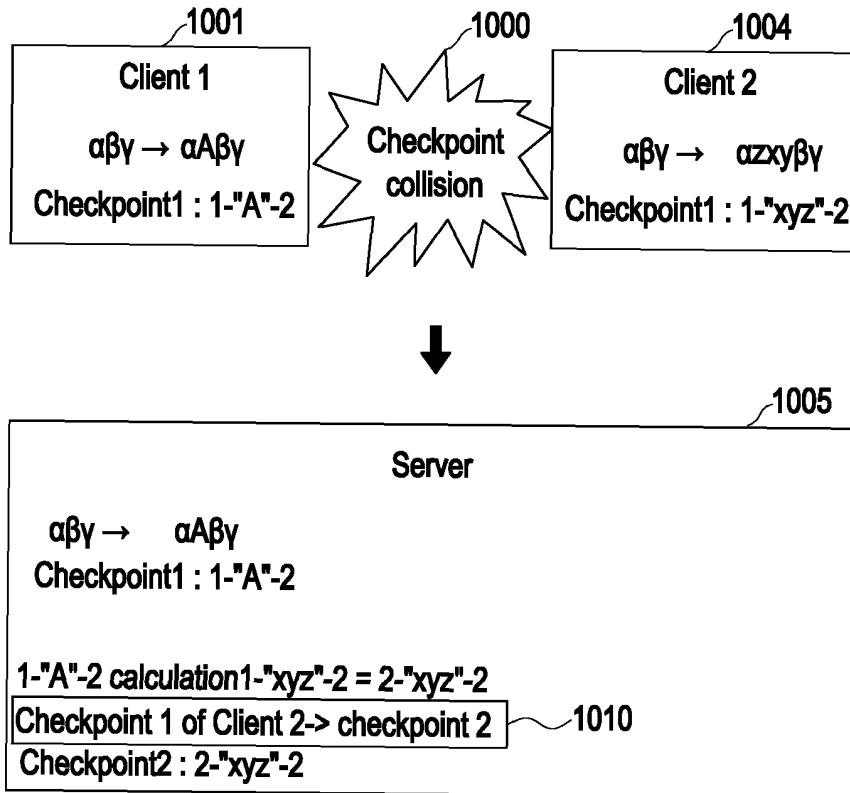 1001
1000
1004
Client 1
αβγ → αAβγ
Checkpoint1 : 1-"A"-2
Checkpoint
collision
Client 2
αβγ → αzxyβγ
Checkpoint1 : 1-"xyz"-2
1005
Server
αβγ → αAβγ
Checkpoint1 : 1-"A"-2
1-"A"-2 calculation1-"xyz"-2 = 2-"xyz"-2
Checkpoint 1 of Client 2-> checkpoint 2
1010
Checkpoint2 : 2-"xyz"-2